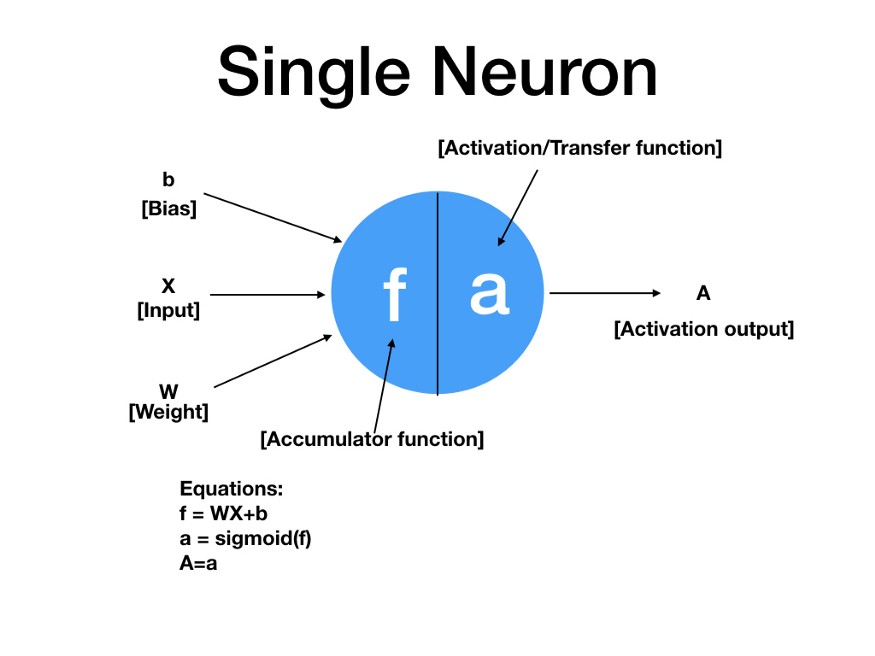 Single Neuron
[Activation/Transfer function]
b
[Bias]
X
[Input]
f
a
A
[Activation output]
W
[Weight]
[Accumulator function]
Equations:
f = WX+b
a = sigmoid(f)
A=a